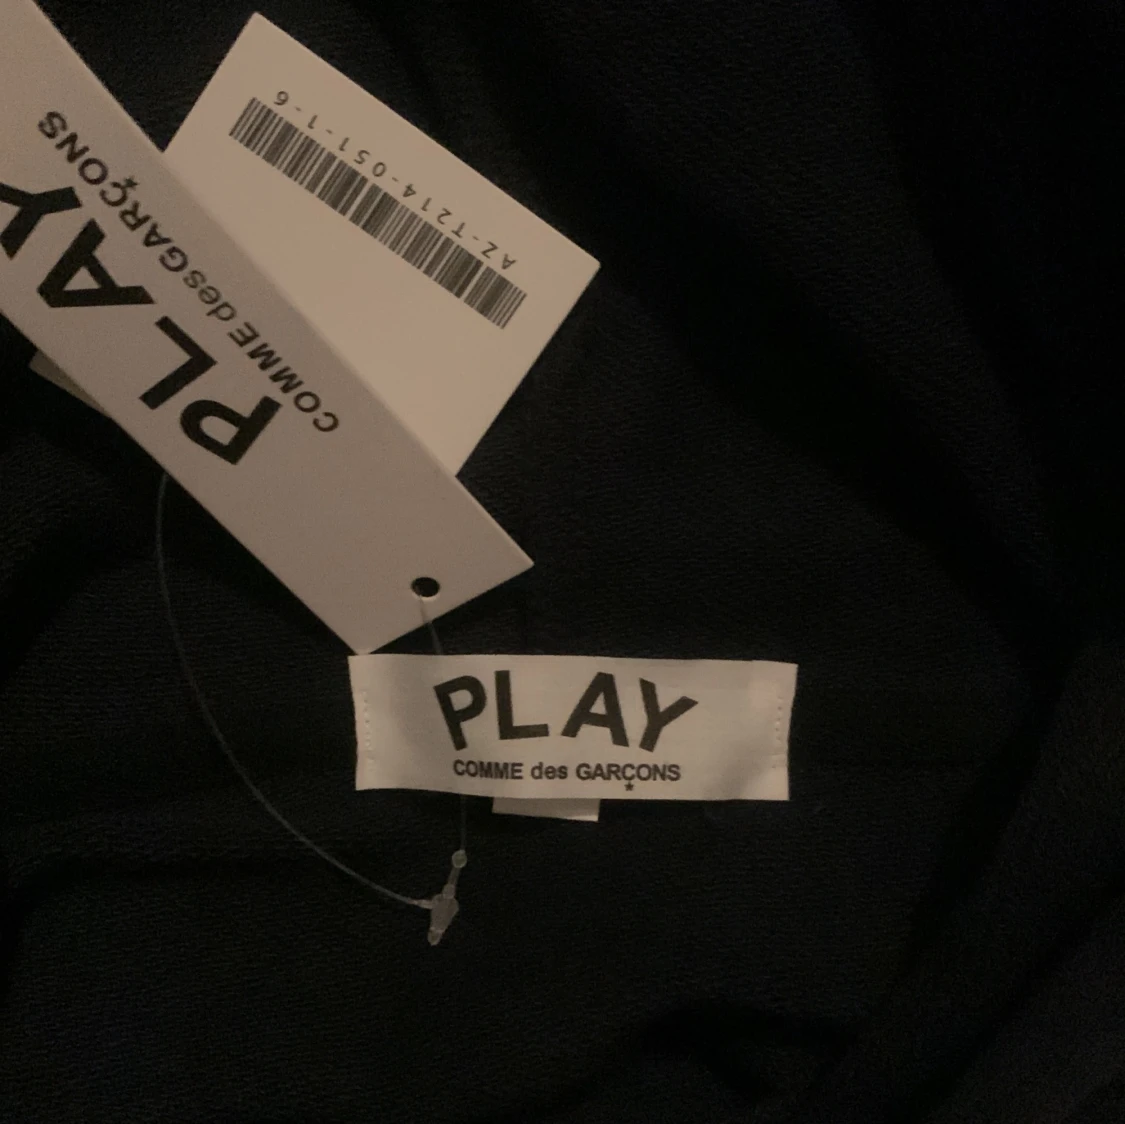 AZ-T214-051-1-6
PLAY
COMME des GARÇONS
PLAY
COMME des GARÇONS